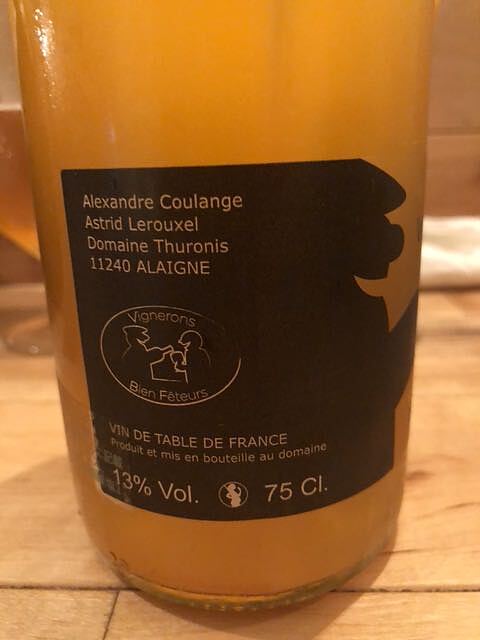 Alexandre Coulange
Astrid Lerouxel
Domaine Thuronis
11240 ALAIGNE
Vignerons
Bien Fêteurs
VIN DE TABLE DE FRANCE
Produit et mis en bouteille au domaine
13% Vol.
75 Cl.